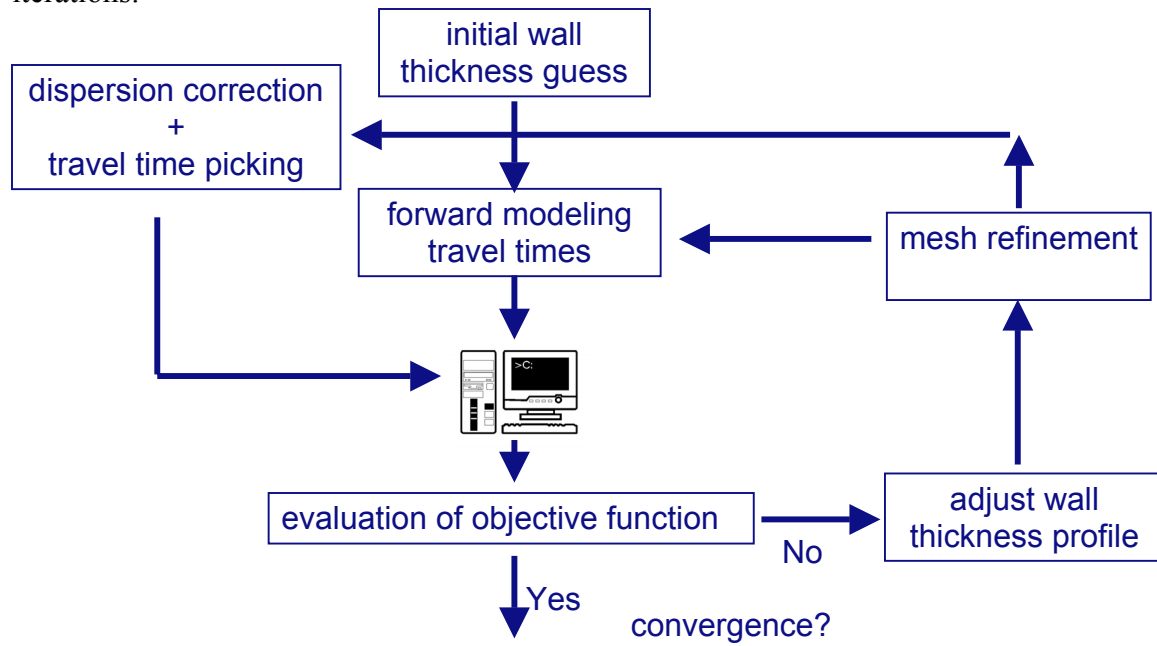 iterations.
initial wall
thickness guess
dispersion correction
+
travel time picking
forward modeling
travel times
mesh refinement
>C:
evaluation of objective function
No
adjust wall
thickness profile
Yes
convergence?